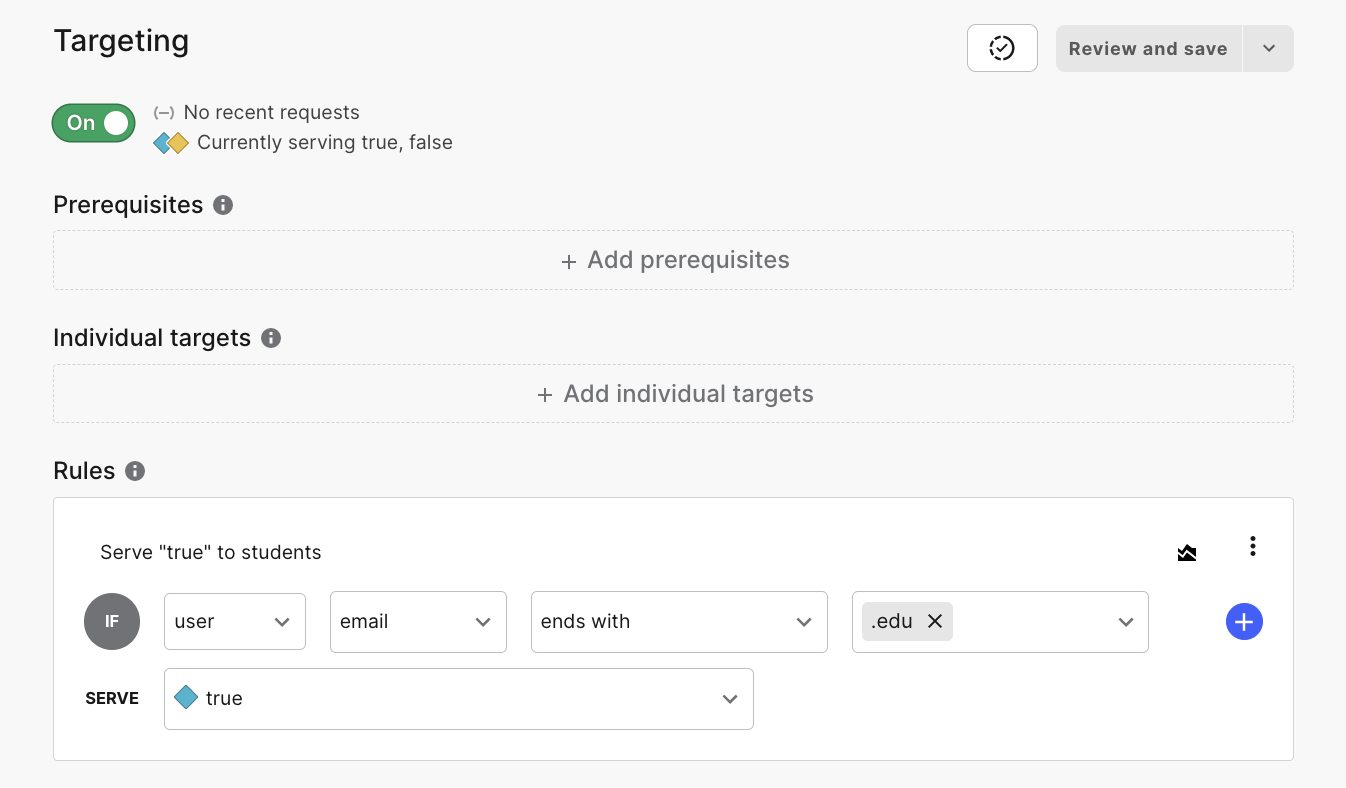 Targeting
Review and save
On
No recent requests
Currently serving true, false
Prerequisites
+ Add prerequisites
Individual targets
+ Add individual targets
Rules
Serve "true" to students
IF user email ends with .edu
SERVE true